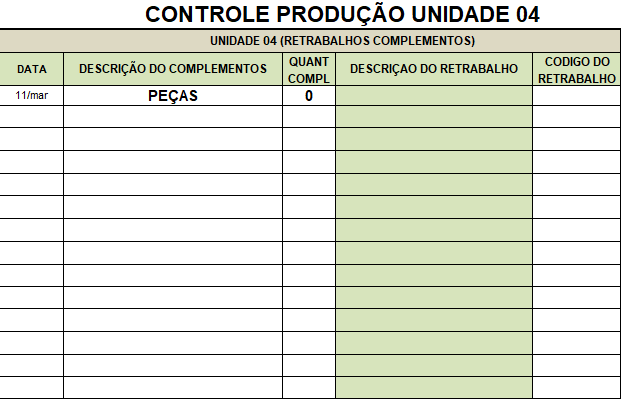 CONTROLE PRODUÇÃO UNIDADE 04
UNIDADE 04 (RETRABALHOS COMPLEMENTOS)
DATA DESCRIÇÃO DO COMPLEMENTOS QUANT COMPL DESCRIÇAO DO RETRABALHO CODIGO DO RETRABALHO
11/mar PEÇAS 0